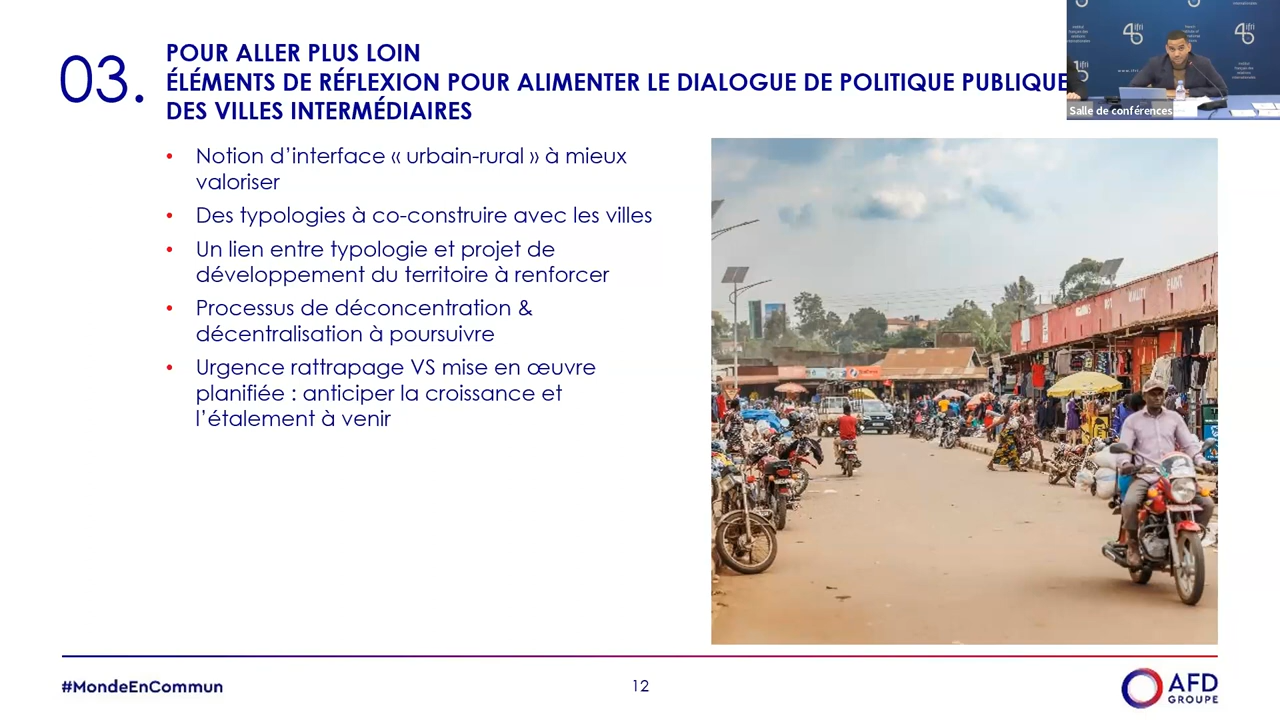 03.
POUR ALLER PLUS LOIN
ÉLÉMENTS DE RÉFLEXION POUR ALIMENTER LE DIALOGUE DE POLITIQUE PUBLIQUE
DES VILLES INTERMÉDIAIRES
• Notion d’interface « urbain-rural » à mieux
valoriser
• Des typologies à co-construire avec les villes
• Un lien entre typologie et projet de
développement du territoire à renforcer
• Processus de déconcentration &
décentralisation à poursuivre
• Urgence rattrapage VS mise en œuvre
planifiée : anticiper la croissance et
l’étalement à venir
ifri
ifri
Salle de conférences
#MondeEnCommun
12
AFD
GROUPE